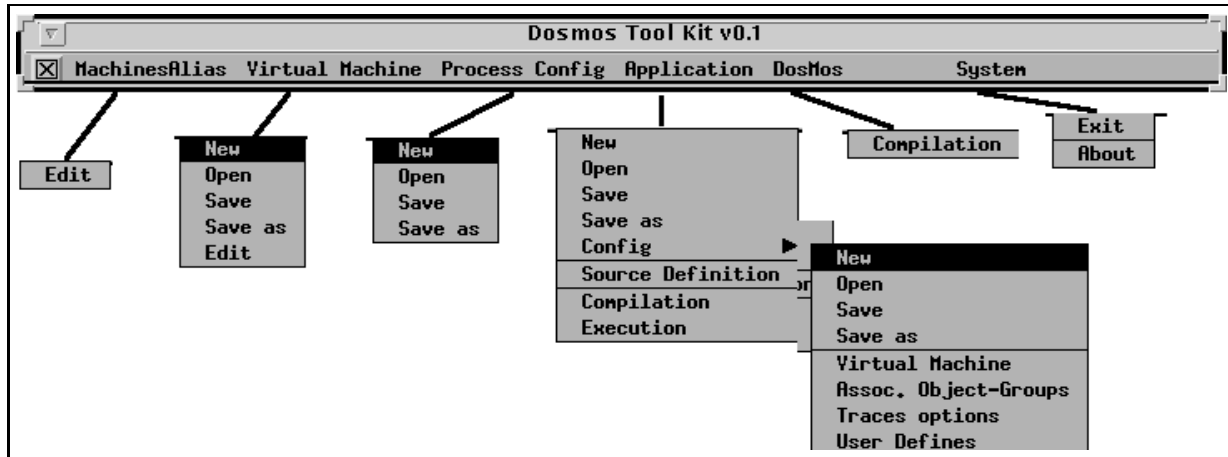 Dosmos Tool Kit v0.1
MachinesAlias Virtual Machine Process Config Application DosMos System
Edit
New
Open
Save
Save as
Edit
New
Open
Save
Save as
New
Open
Save
Save as
Config
Source Definition
Compilation
Execution
New
Open
Save
Save as
Virtual Machine
Assoc. Object-Groups
Traces options
User Defines
Compilation
Exit
About